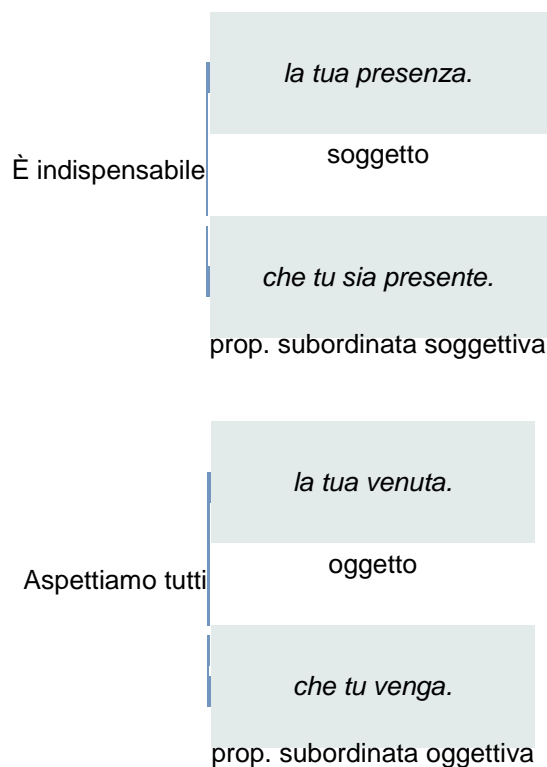 la tua presenza.
È indispensabile
soggetto
che tu sia presente.
prop. subordinata soggettiva
la tua venuta.
Aspettiamo tutti
oggetto
che tu venga.
prop. subordinata oggettiva